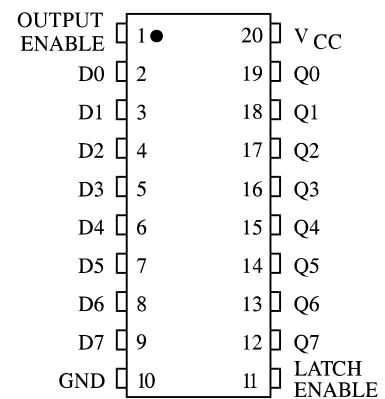 OUTPUT
ENABLE 1 20 VCC
D0 2 19 Q0
D1 3 18 Q1
D2 4 17 Q2
D3 5 16 Q3
D4 6 15 Q4
D5 7 14 Q5
D6 8 13 Q6
D7 9 12 Q7
GND 10 11 LATCH
ENABLE